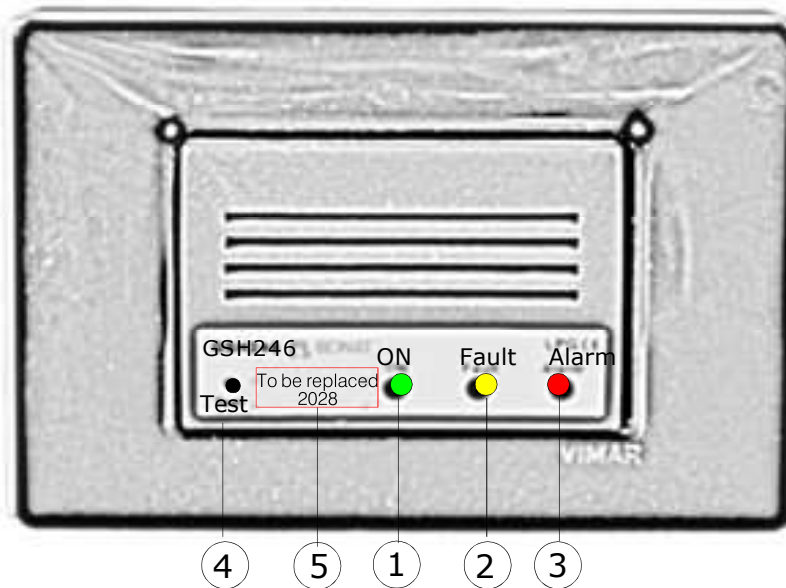 GSH246
ON
Fault
Alarm
Test
To be replaced
2028
VIMAR
4
5
1
2
3